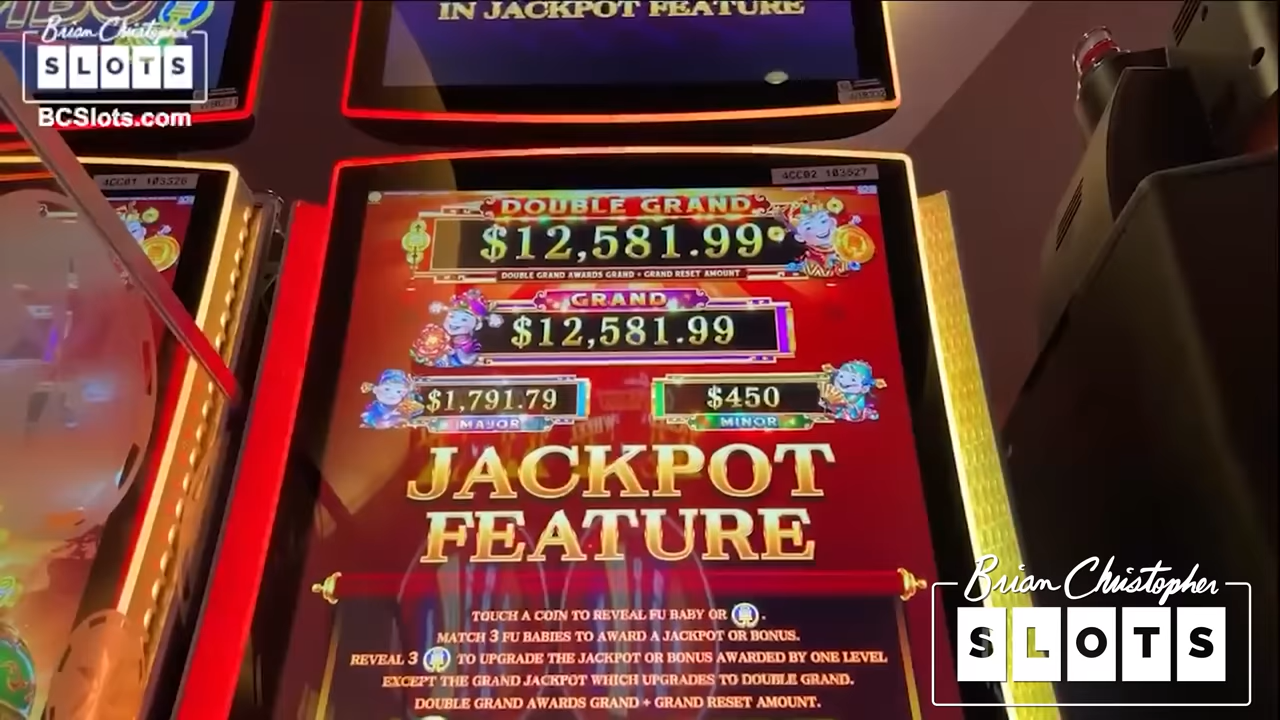 IN JACKPOT FEATURE
Brian Christopher
SLOTS
BCSlots.com
4CC01 103526
4CC02 103527
DOUBLE GRAND
$12,581.99
DOUBLE GRAND AWARDS GRAND + GRAND RESET AMOUNT
GRAND
$12,581.99
$1,791.79
MAJOR
$450
MINOR
JACKPOT
FEATURE
TOUCH A COIN TO REVEAL FU BABY OR .
MATCH 3 FU BABIES TO AWARD A JACKPOT OR BONUS.
REVEAL 3 TO UPGRADE THE JACKPOT OR BONUS AWARDED BY ONE LEVEL
EXCEPT THE GRAND JACKPOT WHICH UPGRADES TO DOUBLE GRAND.
DOUBLE GRAND AWARDS GRAND + GRAND RESET AMOUNT.
Brian Christopher
SLOTS